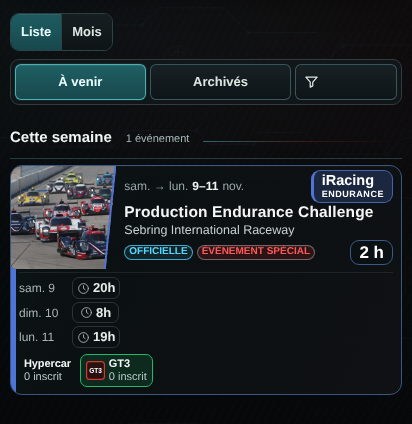 Liste Mois
À venir Archivés
Cette semaine 1 événement
sam. → lun. 9–11 nov.
iRacing
ENDURANCE
Production Endurance Challenge
Sebring International Raceway
OFFICIELLE EVENEMENT SPÉCIAL
2 h
sam. 9 20h
dim. 10 8h
lun. 11 19h
Hypercar
0 inscrit
GT3 GT3
0 inscrit